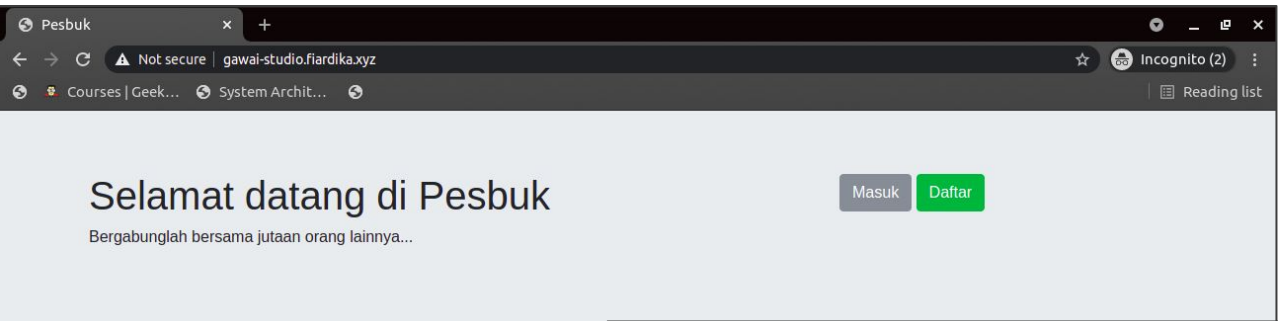 Pesbuk
Not secure | gawai-studio.fiardika.xyz
Incognito (2)
Courses | Geek...
System Archit...
Reading list
Selamat datang di Pesbuk
Masuk
Daftar
Bergabunglah bersama jutaan orang lainnya...